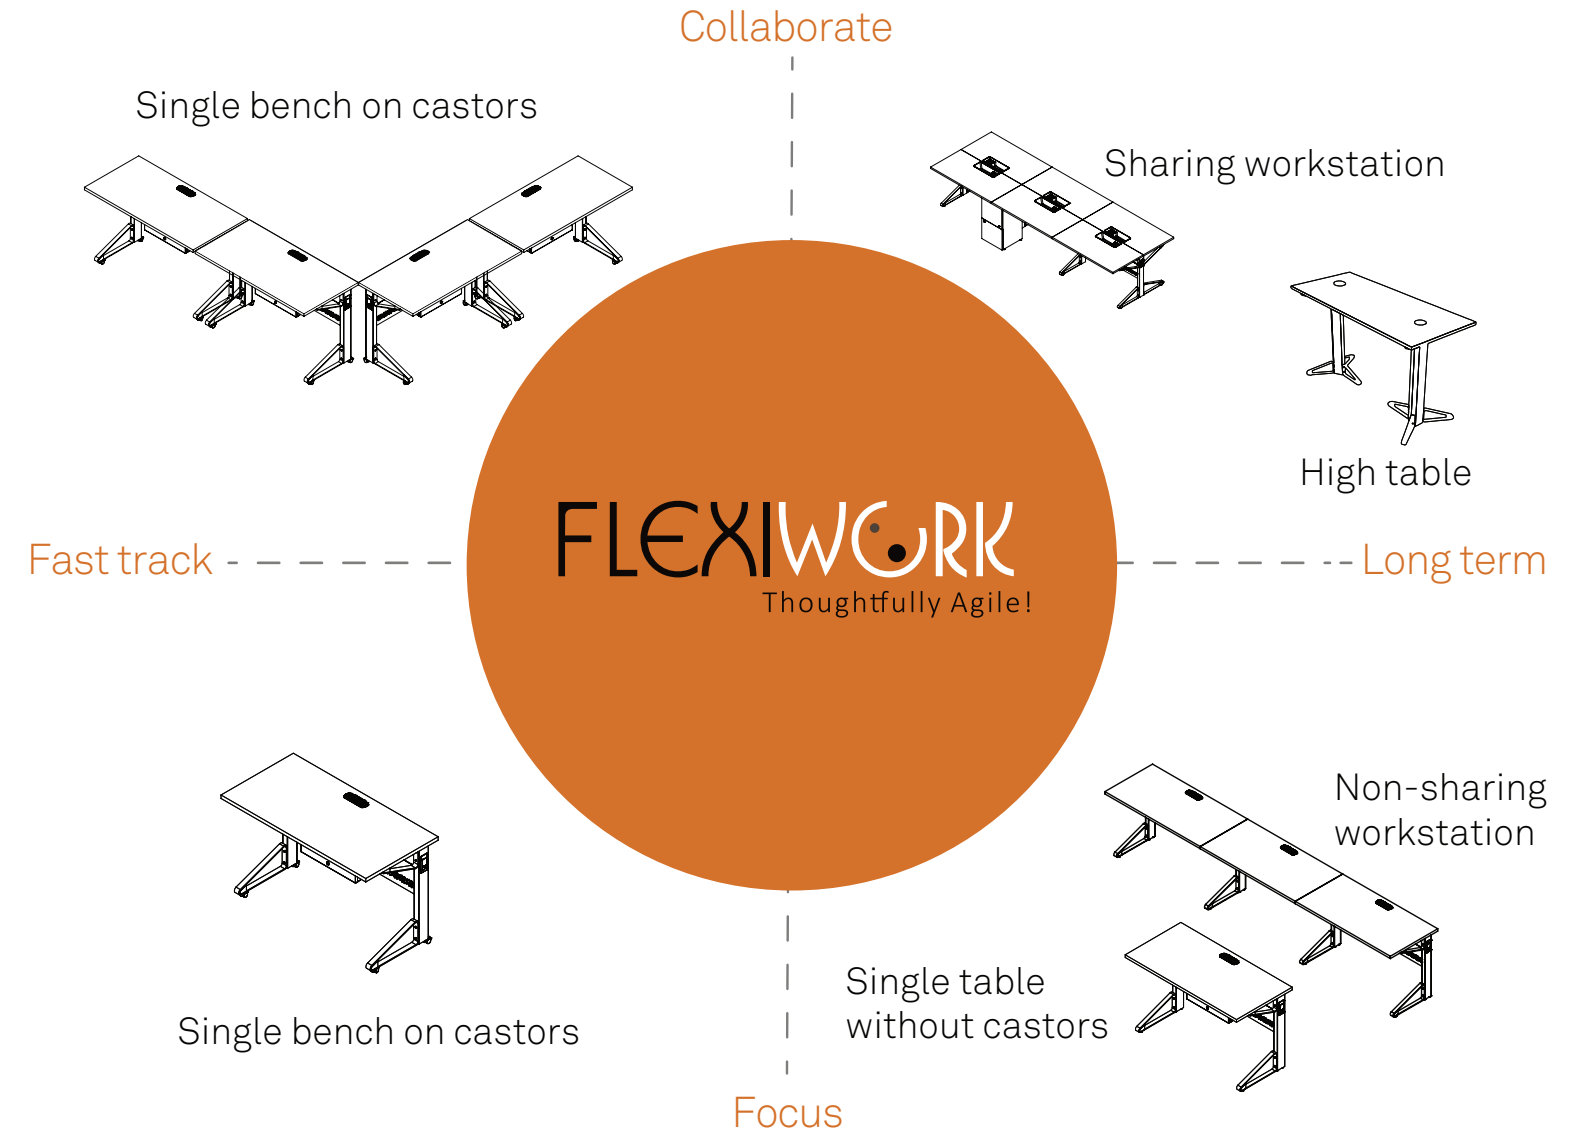 Collaborate
Single bench on castors
Sharing workstation
High table
Fast track
FLEXIWORK
Thoughtfully Agile!
Long term
Non-sharing
workstation
Single table
without castors
Single bench on castors
Focus